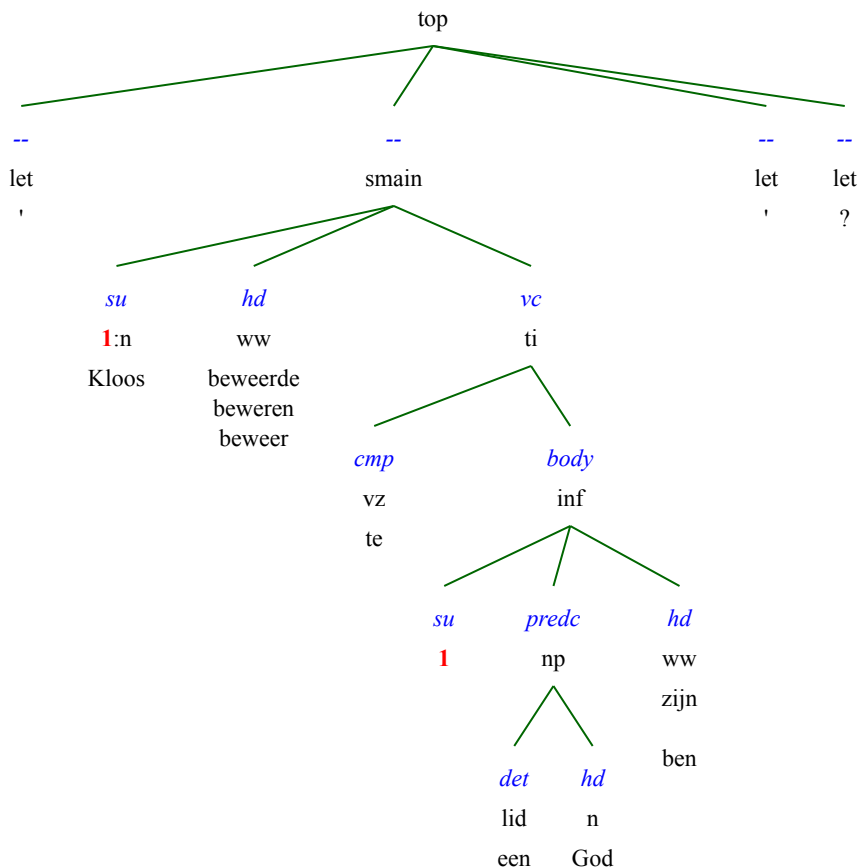 top
-- -- -- --
let smain let let
' ' ?
su hd vc
1:n ww ti
Kloos beweerde
beweren
beweer
cmp body
vz inf
te
su predc hd
1 np ww
zijn
ben
det hd
lid n
een God